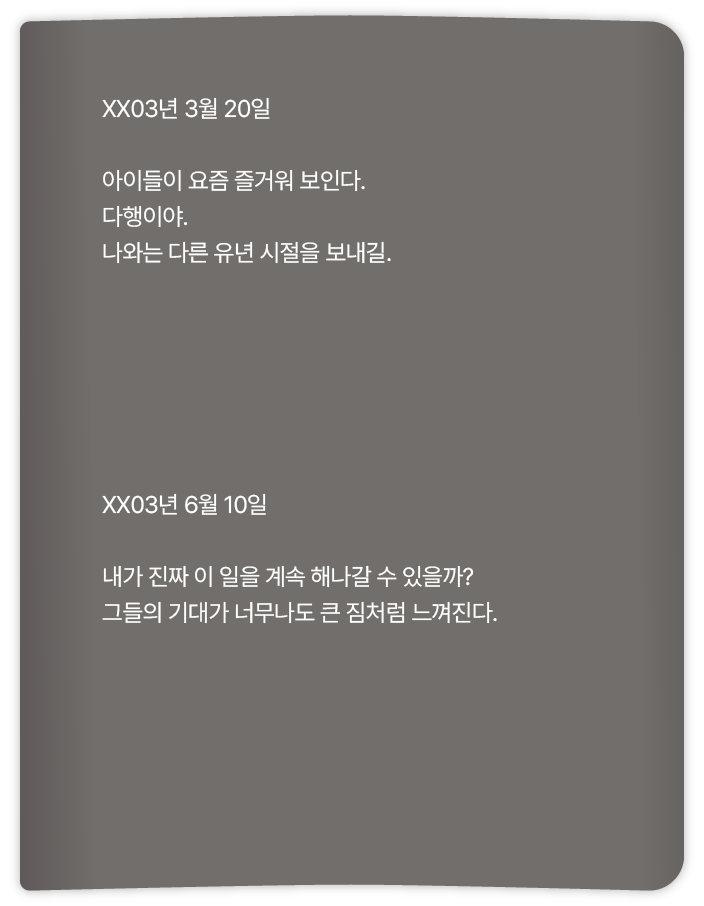 XX03년 3월 20일
아이들이 요즘 즐거워 보인다.
다행이야.
나와는 다른 유년 시절을 보내길.
XX03년 6월 10일
내가 진짜 이 일을 계속 해나갈 수 있을까?
그들의 기대가 너무나도 큰 짐처럼 느껴진다.